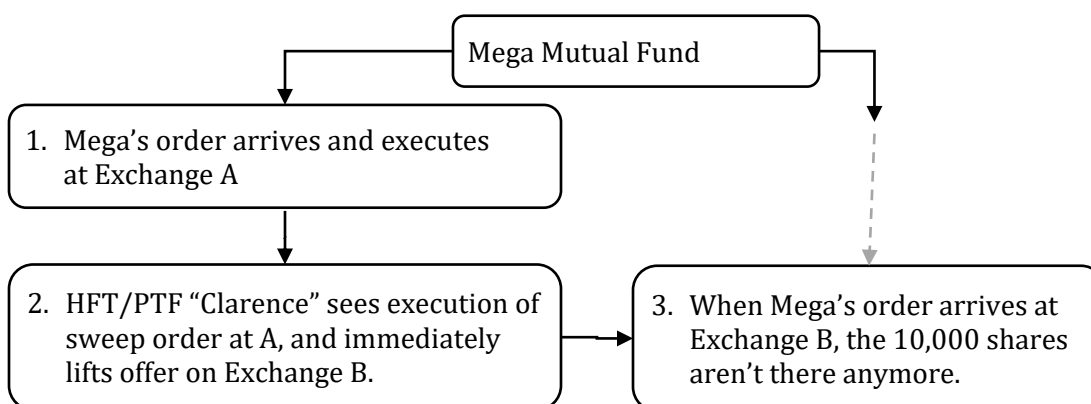 Mega Mutual Fund
1. Mega’s order arrives and executes
at Exchange A
2. HFT/PTF “Clarence” sees execution of
sweep order at A, and immediately
lifts offer on Exchange B.
3. When Mega’s order arrives at
Exchange B, the 10,000 shares
aren’t there anymore.